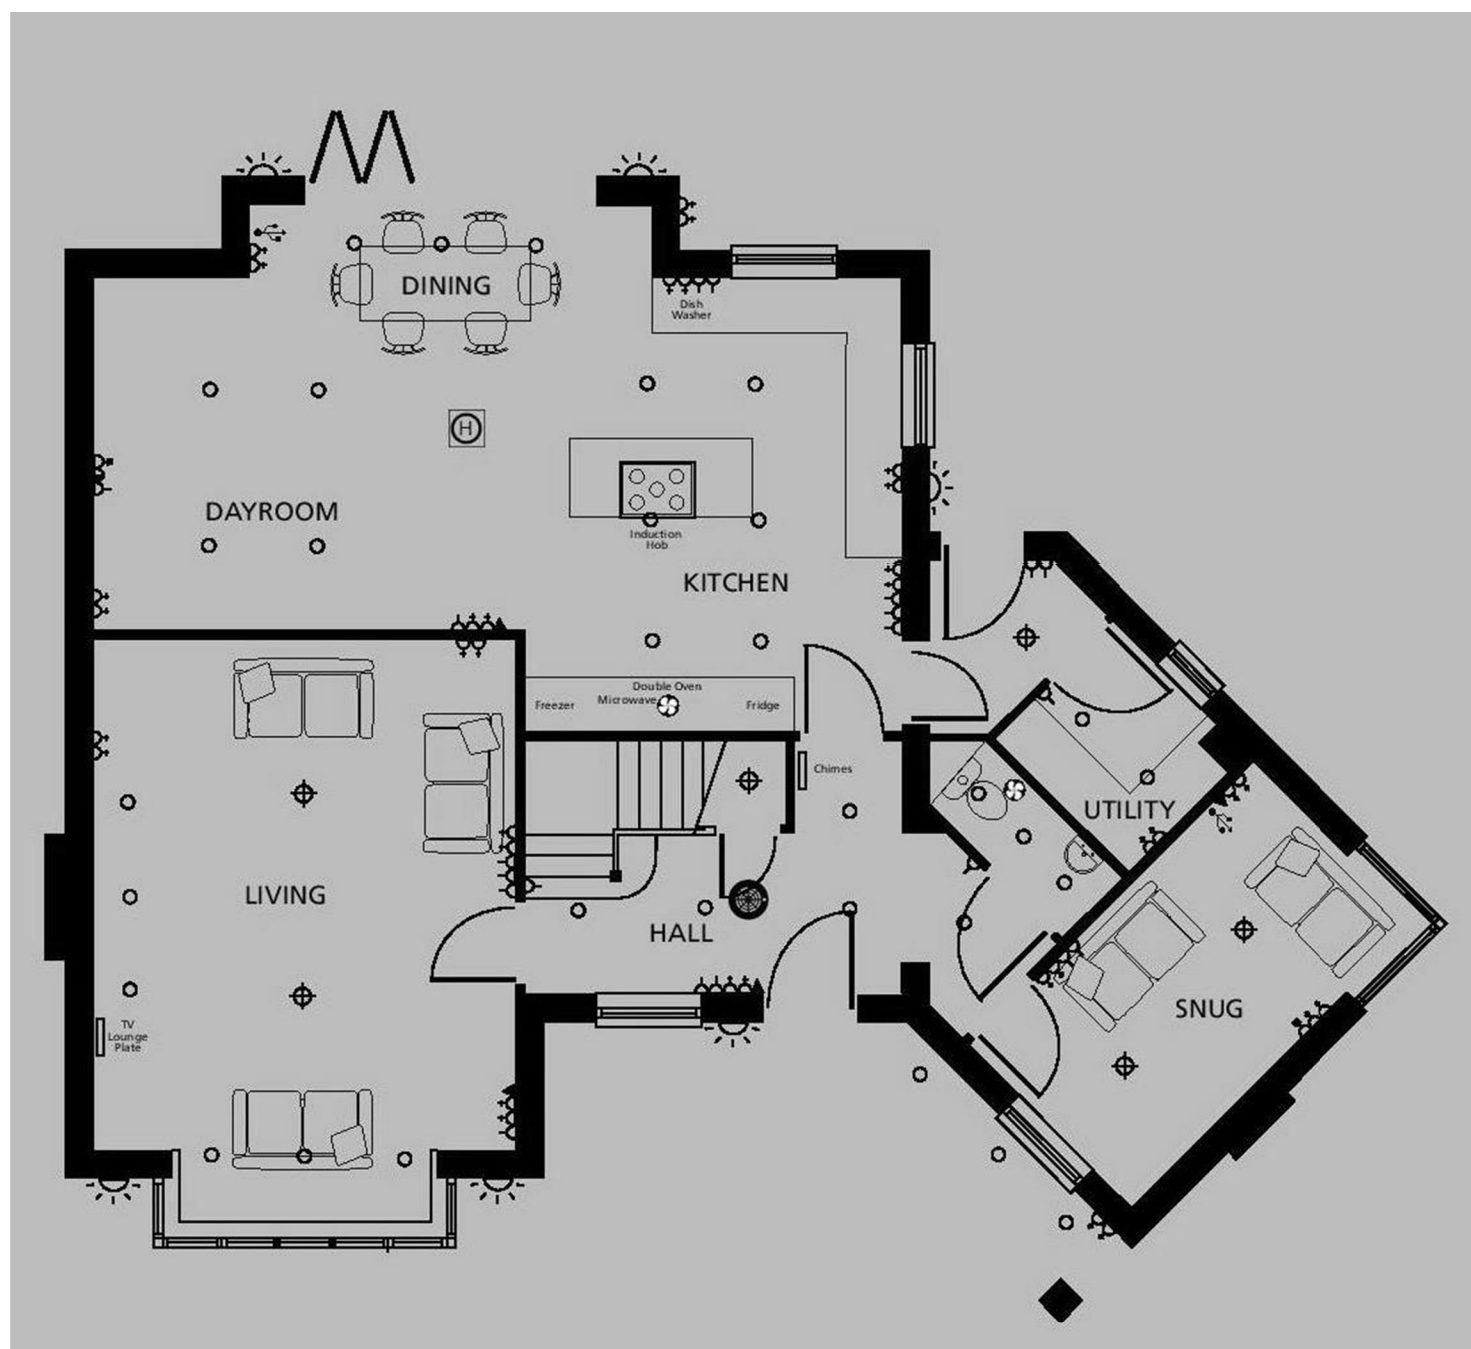 DINING
Dish
Washer
H
DAYROOM
Induction
Hob
KITCHEN
Double Oven
Microwave
Freezer
Fridge
Chimes
UTILITY
LIVING
HALL
SNUG
TV
Lounge
Plate